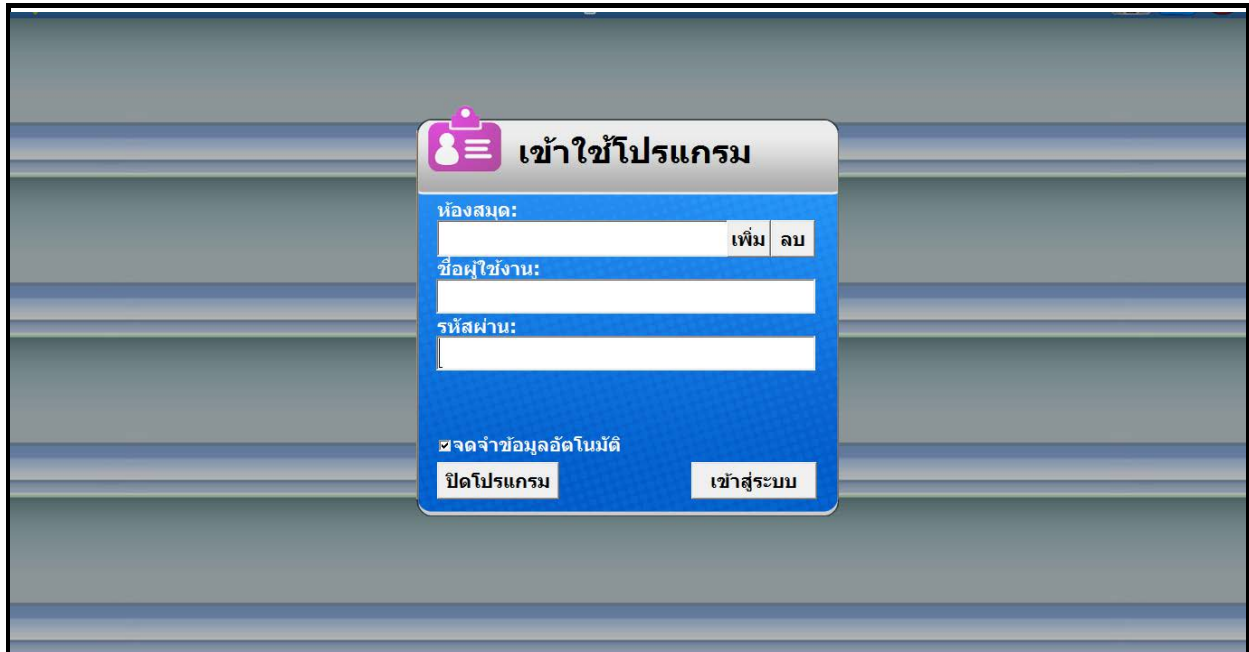 เข้าใช้โปรแกรม
ห้องสมุด:
เพิ่ม ลบ
ชื่อผู้ใช้งาน:
รหัสผ่าน:
จดจำข้อมูลอัตโนมัติ
ปิดโปรแกรม เข้าสู่ระบบ